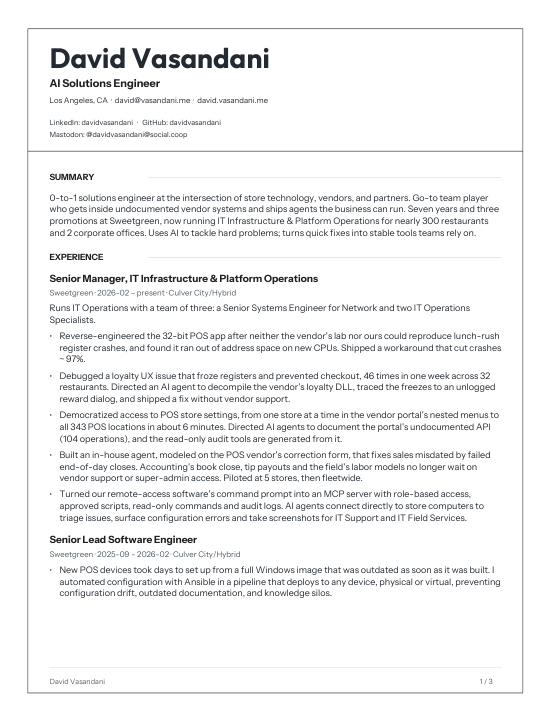 David Vasandani
AI Solutions Engineer
Los Angeles, CA · david@vasandani.me · david.vasandani.me
LinkedIn: davidvasandani · GitHub: davidvasandani
Mastodon: @davidvasandani@social.coop
SUMMARY
0-to-1 solutions engineer at the intersection of store technology, vendors, and partners. Go-to team player
who gets inside undocumented vendor systems and ships agents the business can run. Seven years and three
promotions at Sweetgreen, now running IT Infrastructure & Platform Operations for nearly 300 restaurants
and 2 corporate offices. Uses AI to tackle hard problems; turns quick fixes into stable tools teams rely on.
EXPERIENCE
Senior Manager, IT Infrastructure & Platform Operations
Sweetgreen · 2026-02 – present · Culver City/Hybrid
Runs IT Operations with a team of three: a Senior Systems Engineer for Network and two IT Operations
Specialists.
• Reverse-engineered the 32-bit POS app after neither the vendor's lab nor ours could reproduce lunch-rush
register crashes, and found it ran out of address space on new CPUs. Shipped a workaround that cut crashes
~ 97%.
• Debugged a loyalty UX issue that froze registers and prevented checkout, 46 times in one week across 32
restaurants. Directed an AI agent to decompile the vendor's loyalty DLL, traced the freezes to an unlogged
reward dialog, and shipped a fix without vendor support.
• Democratized access to POS store settings, from one store at a time in the vendor portal's nested menus to
all 343 POS locations in about 6 minutes. Directed AI agents to document the portal's undocumented API
(104 operations), and the read-only audit tools are generated from it.
• Built an in-house agent, modeled on the POS vendor's correction form, that fixes sales misdated by failed
end-of-day closes. Accounting's book close, tip payouts and the field's labor models no longer wait on
vendor support or super-admin access. Piloted at 5 stores, then fleetwide.
• Turned our remote-access software's command prompt into an MCP server with role-based access,
approved scripts, read-only commands and audit logs. AI agents connect directly to store computers to
triage issues, surface configuration errors and take screenshots for IT Support and IT Field Services.
Senior Lead Software Engineer
Sweetgreen · 2025-09 – 2026-02 · Culver City/Hybrid
• New POS devices took days to set up from a full Windows image that was outdated as soon as it was built. I
automated configuration with Ansible in a pipeline that deploys to any device, physical or virtual, preventing
configuration drift, outdated documentation, and knowledge silos.
David Vasandani
1 / 3